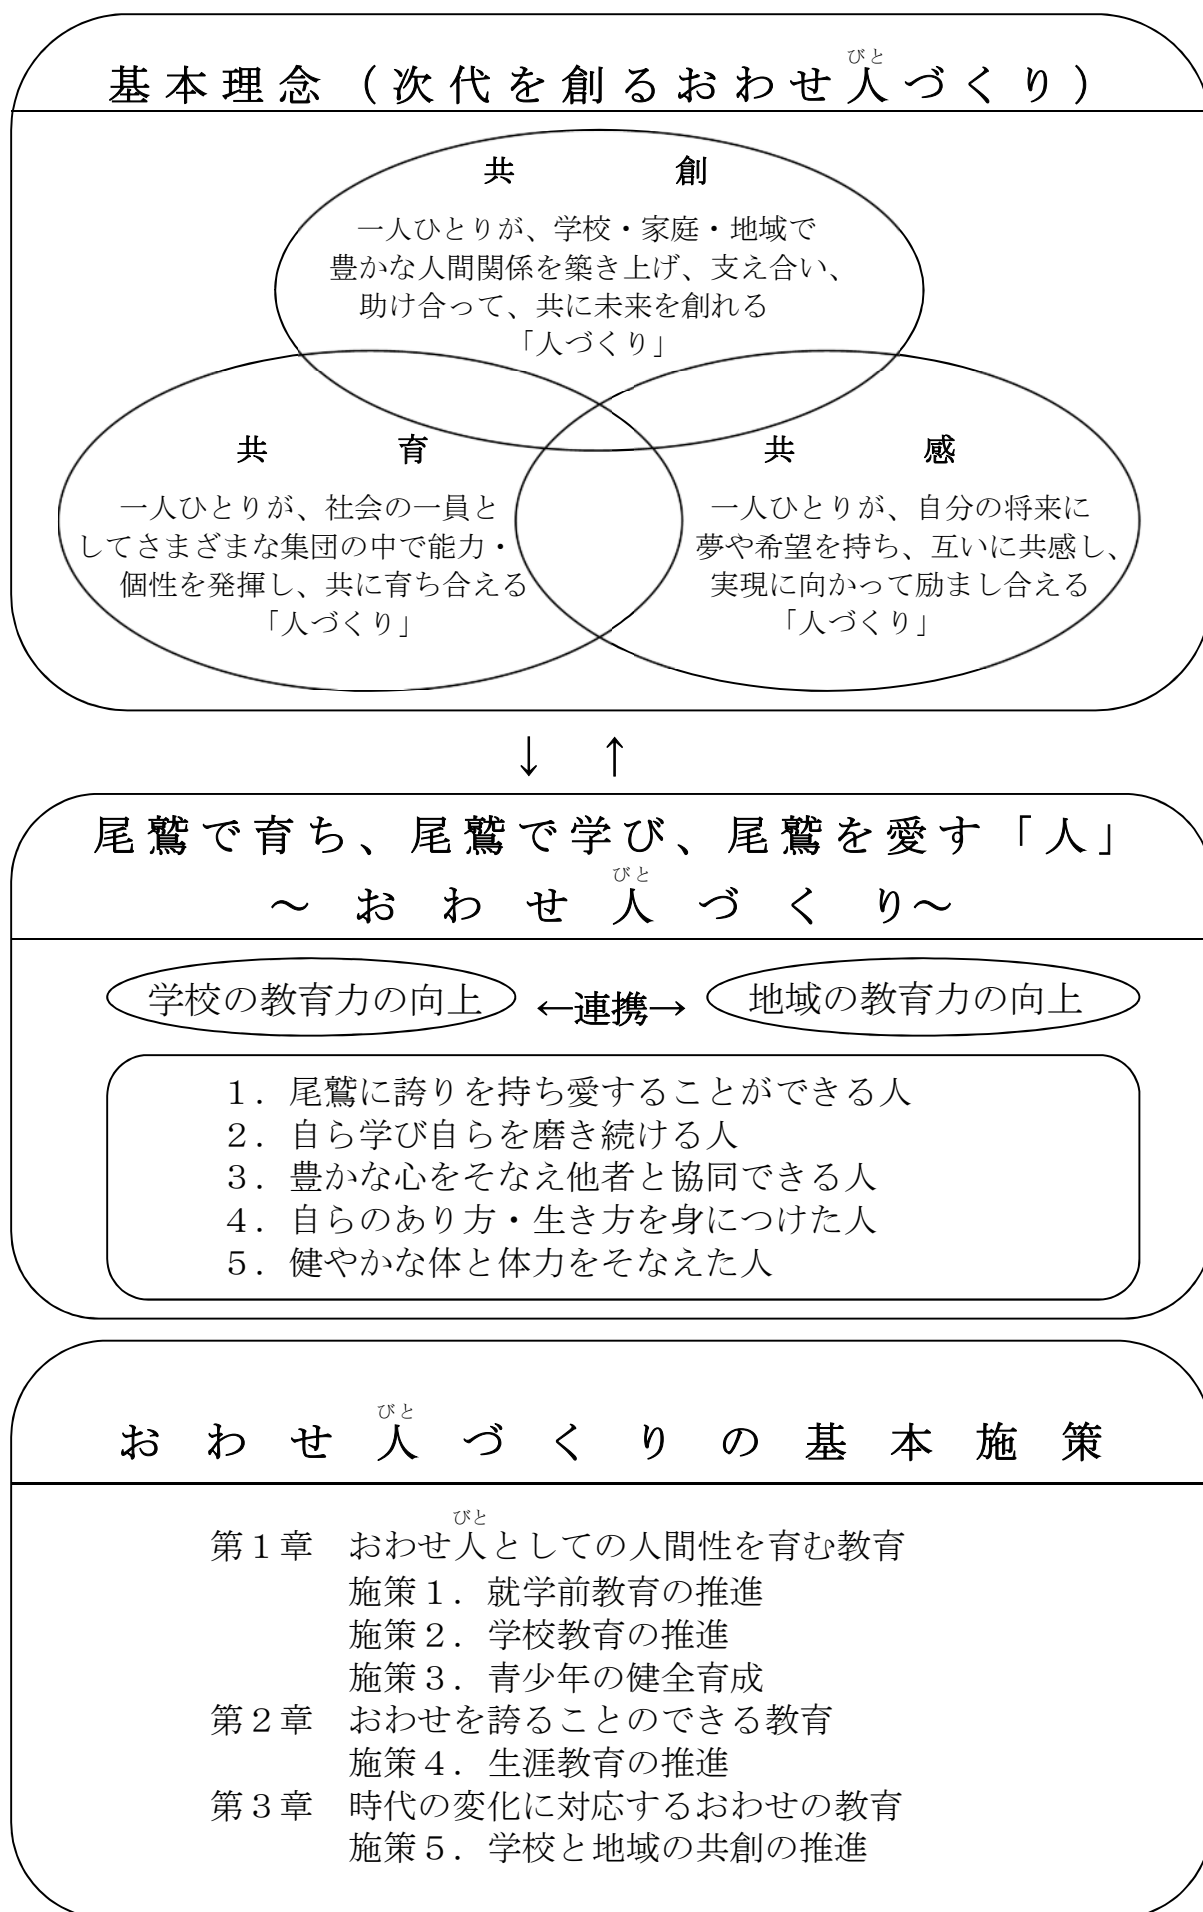 基本理念（次代を創るおわせ人づくり）
びと
共創
一人ひとりが、学校・家庭・地域で
豊かな人間関係を築き上げ、支え合い、
助け合って、共に未来を創れる
「人づくり」
共育
一人ひとりが、社会の一員と
してさまざまな集団の中で能力・
個性を発揮し、共に育ち合える
「人づくり」
共感
一人ひとりが、自分の将来に
夢や希望を持ち、互いに共感し、
実現に向かって励まし合える
「人づくり」
↓ ↑
尾鷲で育ち、尾鷲で学び、尾鷲を愛す「人」
びと
～おわせ人づくり～
学校の教育力の向上 ←連携→ 地域の教育力の向上
１．尾鷲に誇りを持ち愛することができる人
２．自ら学び自らを磨き続ける人
３．豊かな心をそなえ他者と協同できる人
４．自らのあり方・生き方を身につけた人
５．健やかな体と体力をそなえた人
びと
おわせ人づくりの基本施策
びと
第１章 おわせ人としての人間性を育む教育
施策１．就学前教育の推進
施策２．学校教育の推進
施策３．青少年の健全育成
第２章 おわせを誇ることのできる教育
施策４．生涯教育の推進
第３章 時代の変化に対応するおわせの教育
施策５．学校と地域の共創の推進